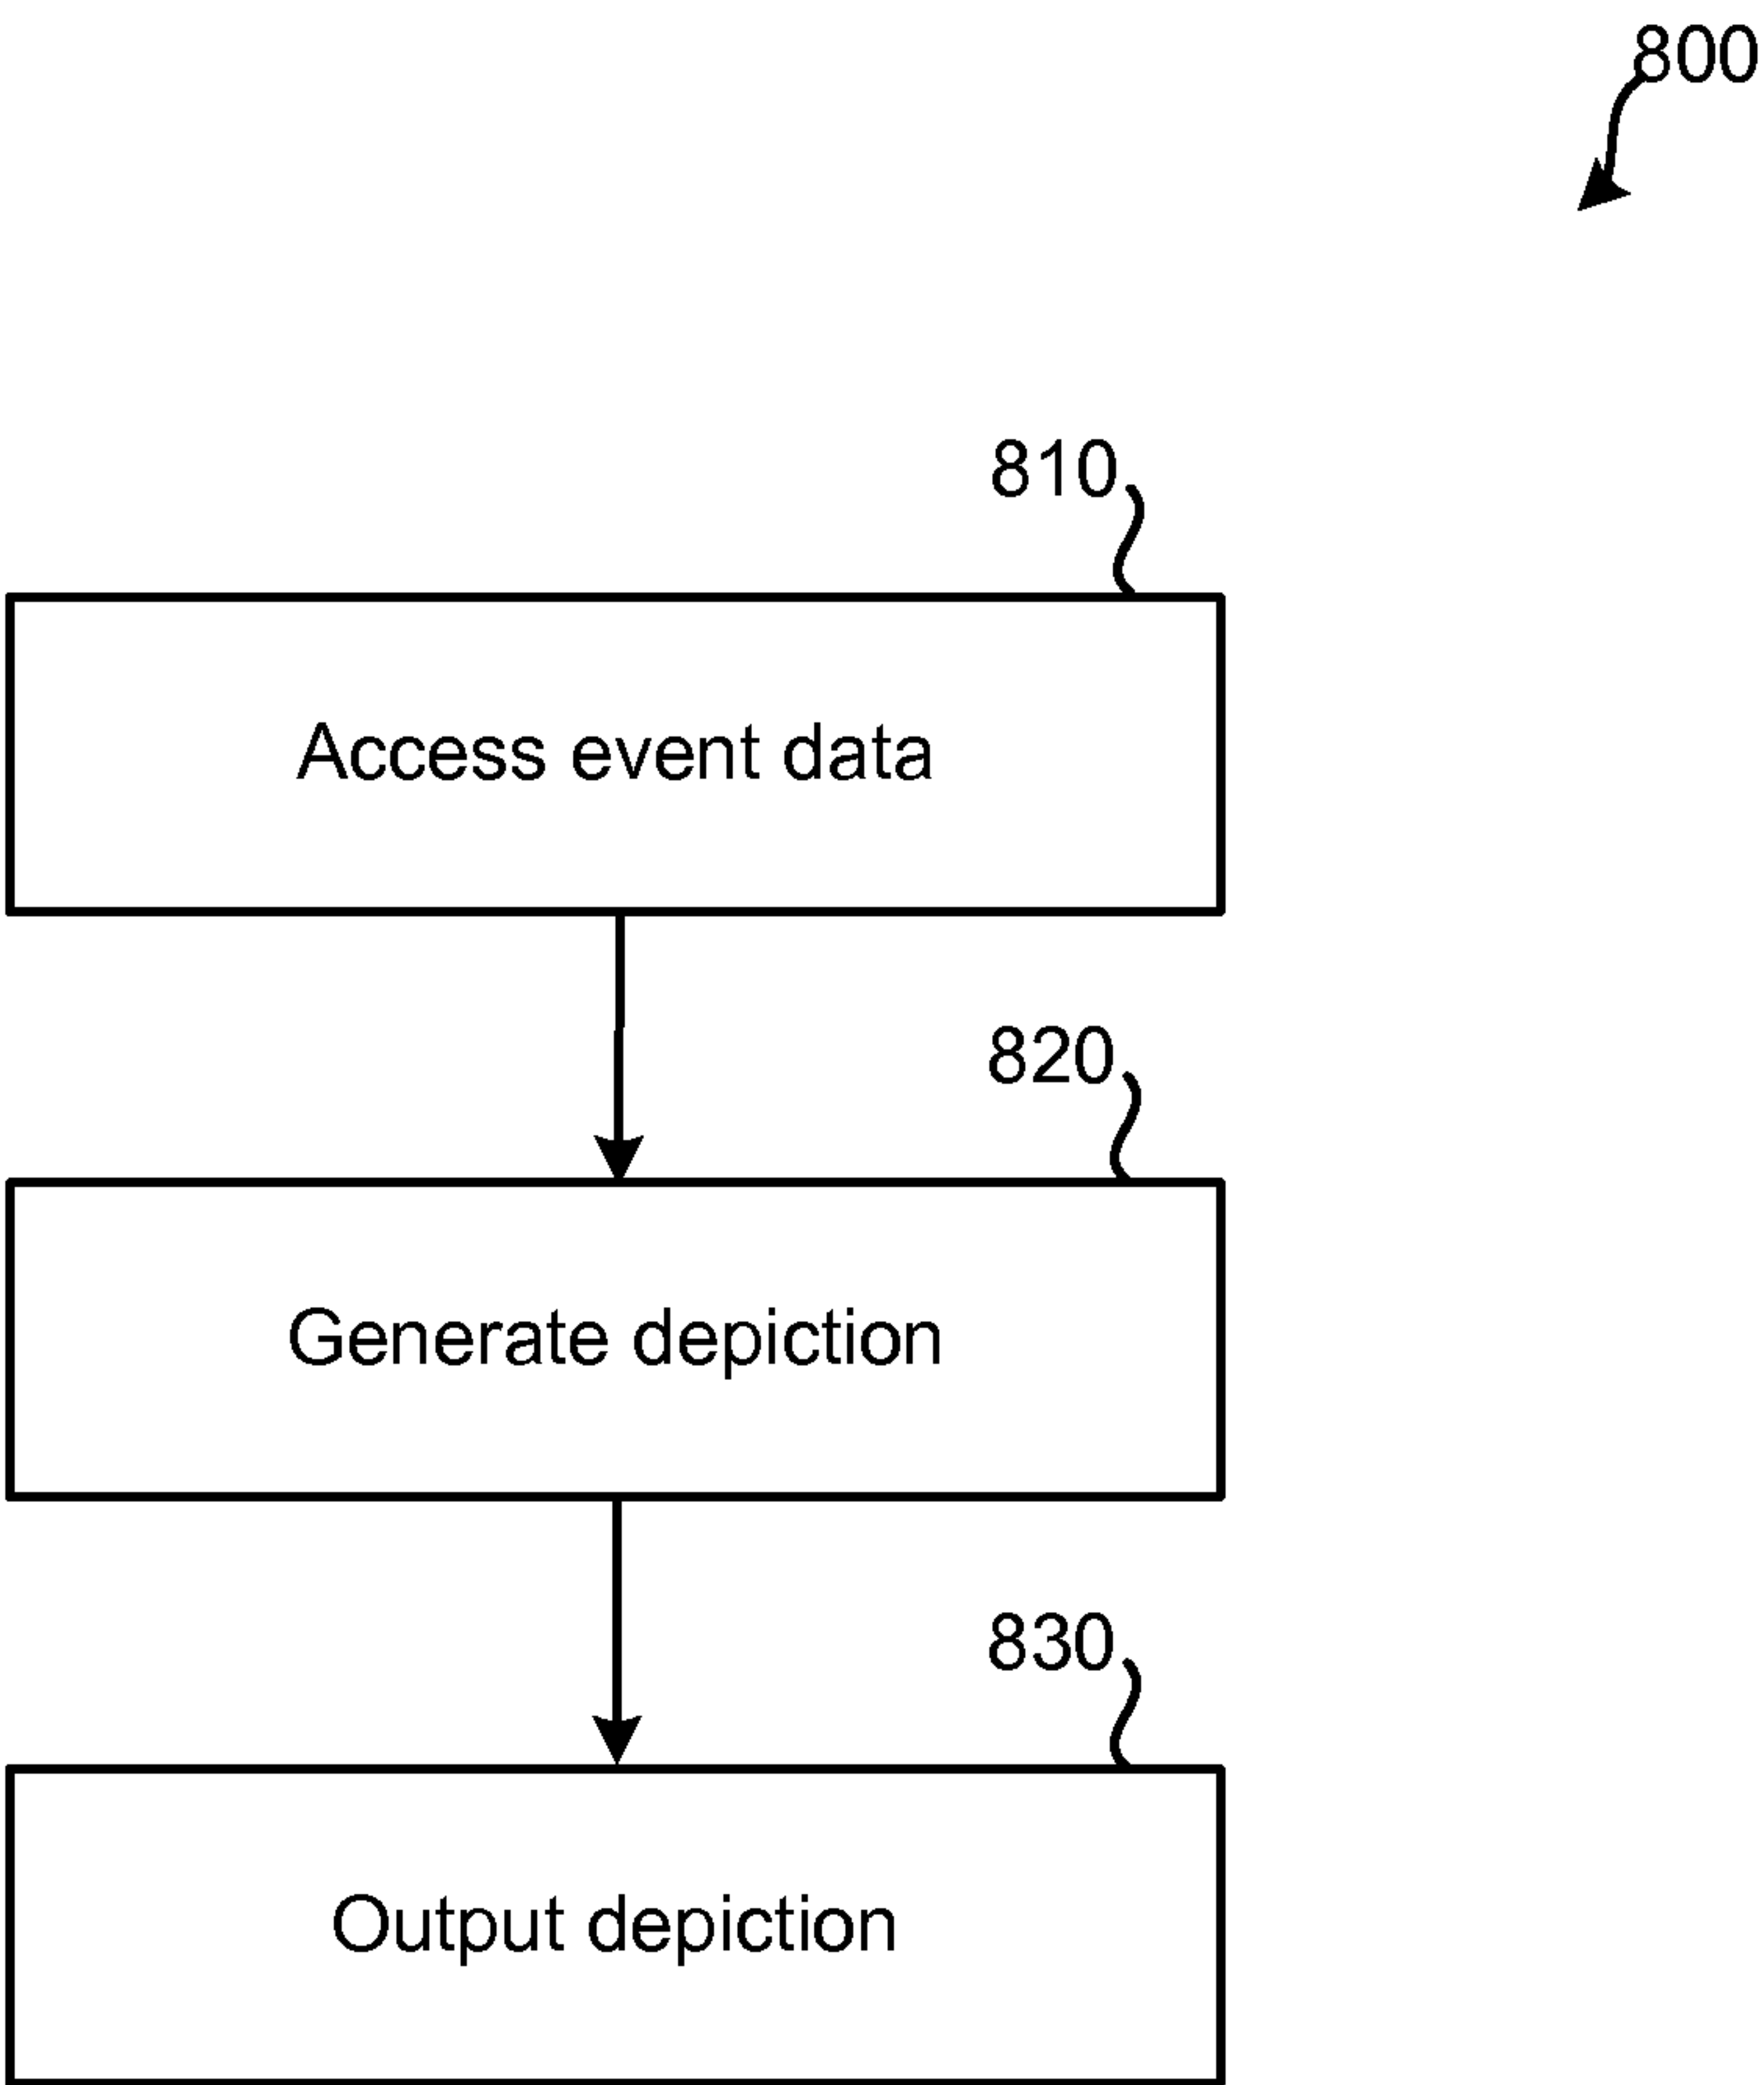 800
810
Access event data
820
Generate depiction
830
Output depiction